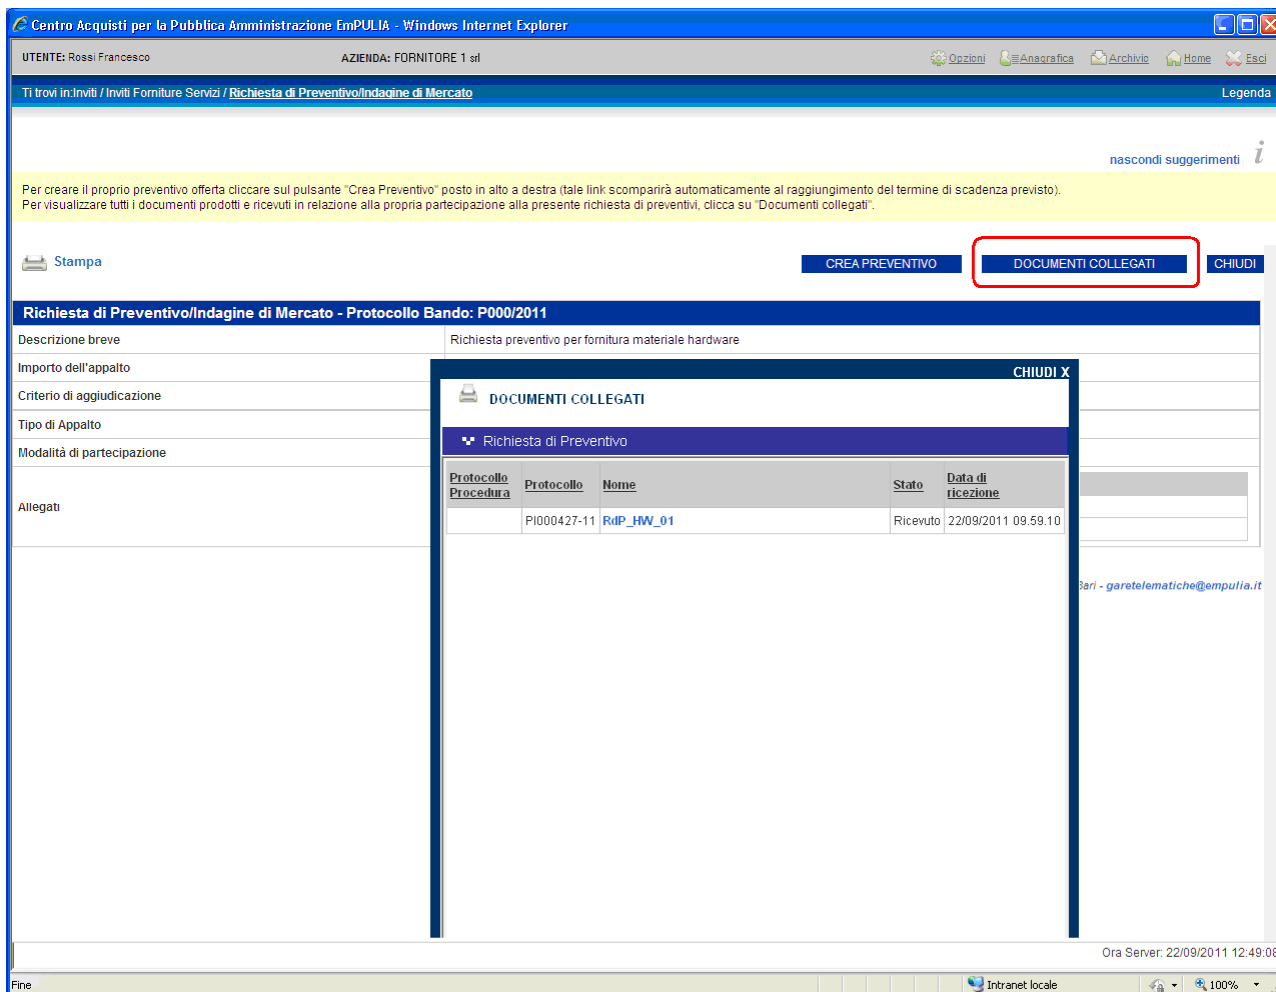 Centro Acquisti per la Pubblica Amministrazione EmPULIA - Windows Internet Explorer
UTENTE: Rossi Francesco AZIENDA: FORNITORE 1 srl Opzioni Anagrafica Archivio Home Esci
Ti trovi in:Inviti / Inviti Forniture Servizi / Richiesta di Preventivo/Indagine di Mercato Legenda
nascondi suggerimenti i
Per creare il proprio preventivo offerta cliccare sul pulsante "Crea Preventivo" posto in alto a destra (tale link scomparirà automaticamente al raggiungimento del termine di scadenza previsto).
Per visualizzare tutti i documenti prodotti e ricevuti in relazione alla propria partecipazione alla presente richiesta di preventivi, clicca su "Documenti collegati".
Stampa CREA PREVENTIVO DOCUMENTI COLLEGATI CHIUDI
Richiesta di Preventivo/Indagine di Mercato - Protocollo Bando: P000/2011
Descrizione breve Richiesta preventivo per fornitura materiale hardware
Importo dell'appalto
Criterio di aggiudicazione
Tipo di Appalto
Modalità di partecipazione
Allegati
CHIUDI X
DOCUMENTI COLLEGATI
Richiesta di Preventivo
Protocollo Procedura Protocollo Nome Stato Data di ricezione
PI000427-11 RdP_HW_01 Ricevuto 22/09/2011 09.59.10
Bari - garetelematiche@empulia.it
Ora Server: 22/09/2011 12:49:08
Fine Intranet locale 100%